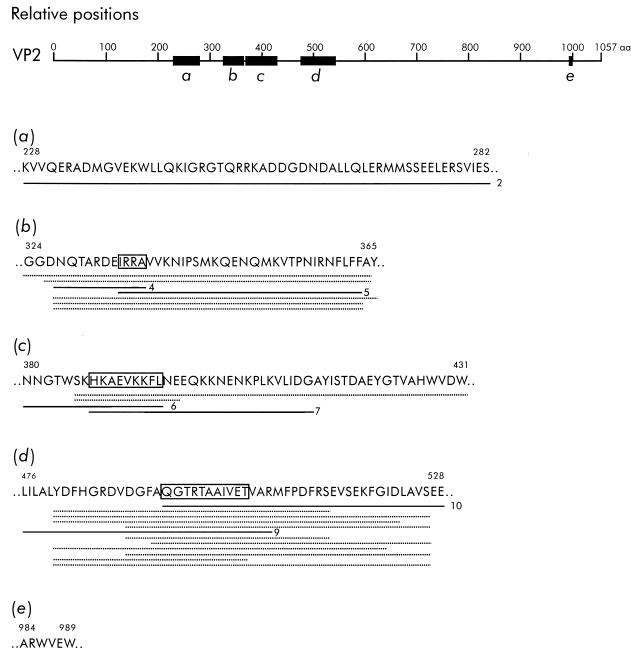 Relative positions
VP2 0 100 200 300 400 500 600 700 800 900 1000 1057 aa
a b c d e
(a)
228 282
..KVVQERADMGVEKWLLQKIGRGTQRRKADDGDNDALLQLERMMSSEELERSVIES..
2
(b)
324 365
..GGDNQTARDEIRRAVVKNIPSMKQENQMKVTPNIRNFLFFAY..
4
5
(c)
380 431
..NNGTWSKHKAEVKKFLNEEQKKNENKPLKVLIDGAYISTDAEYGTVAHWVDW..
6
7
(d)
476 528
..LILALYDFHGRDVDGFAQGTRTAAIVETVARMFPDFRSEVSEKFGIDLAVSEE..
10
9
(e)
984 989
..ARWVEW..